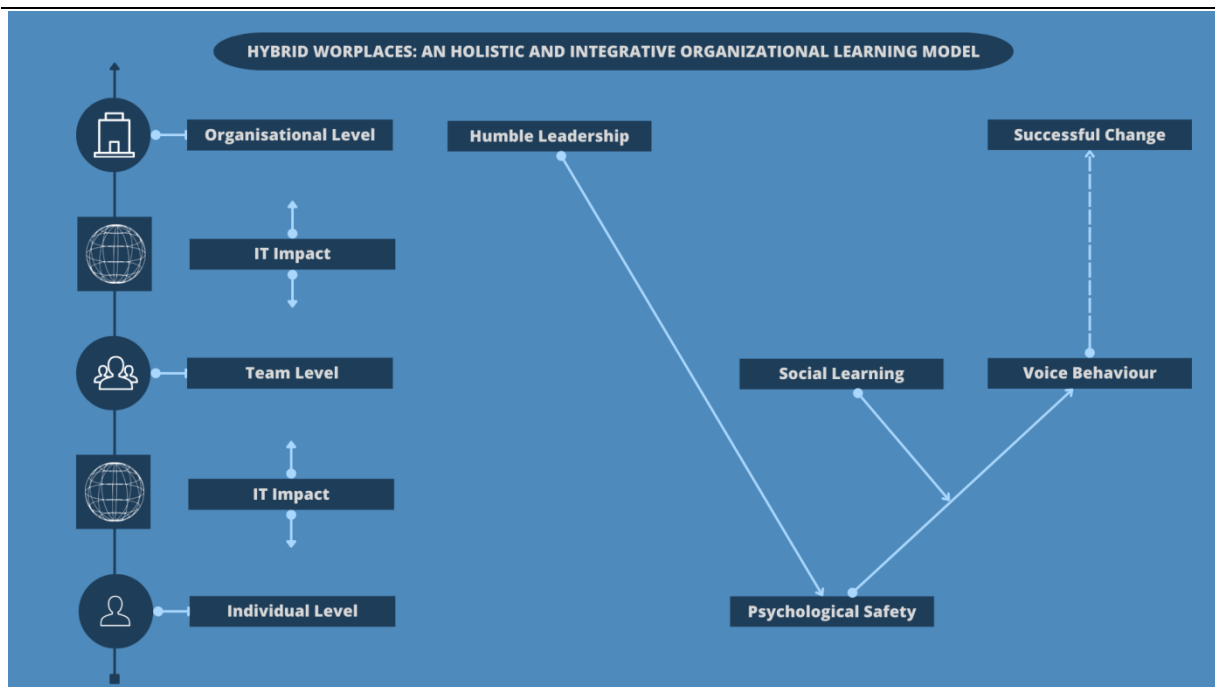 HYBRID WORPLACES: AN HOLISTIC AND INTEGRATIVE ORGANIZATIONAL LEARNING MODEL
Organisational Level
Humble Leadership
Successful Change
IT Impact
Team Level
Social Learning
Voice Behaviour
IT Impact
Individual Level
Psychological Safety